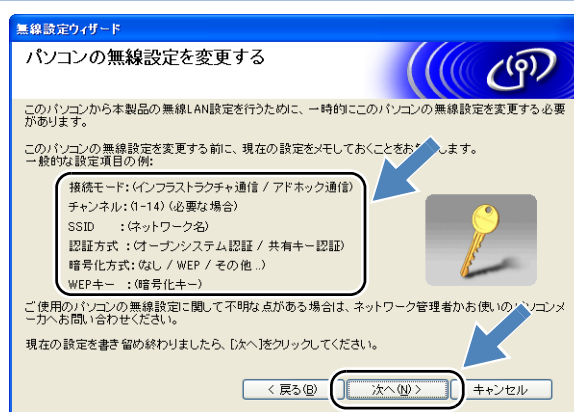 無線設定ウィザード
パソコンの無線設定を変更する
このパソコンから本製品の無線LAN設定を行うために、一時的にこのパソコンの無線設定を変更する必要
があります。
このパソコンの無線設定を変更する前に、現在の設定をメモしておくことをお します。
一般的な設定項目の例:
接続モード:(インフラストラクチャ通信 / アドホック通信)
チャンネル:(1-14) (必要な場合)
SSID :(ネットワーク名)
認証方式 :(オープンシステム認証 / 共有キー認証)
暗号化方式:(なし / WEP / その他 ..)
WEPキー :(暗号化キー)
ご使用のパソコンの無線設定に関して不明な点がある場合は、ネットワーク管理者かお使いのパソコンメ
ーカへお問い合わせください。
現在の設定を書き留め終わりましたら、[次へ]をクリックしてください。
< 戻る(B) 次へ(N) > キャンセル